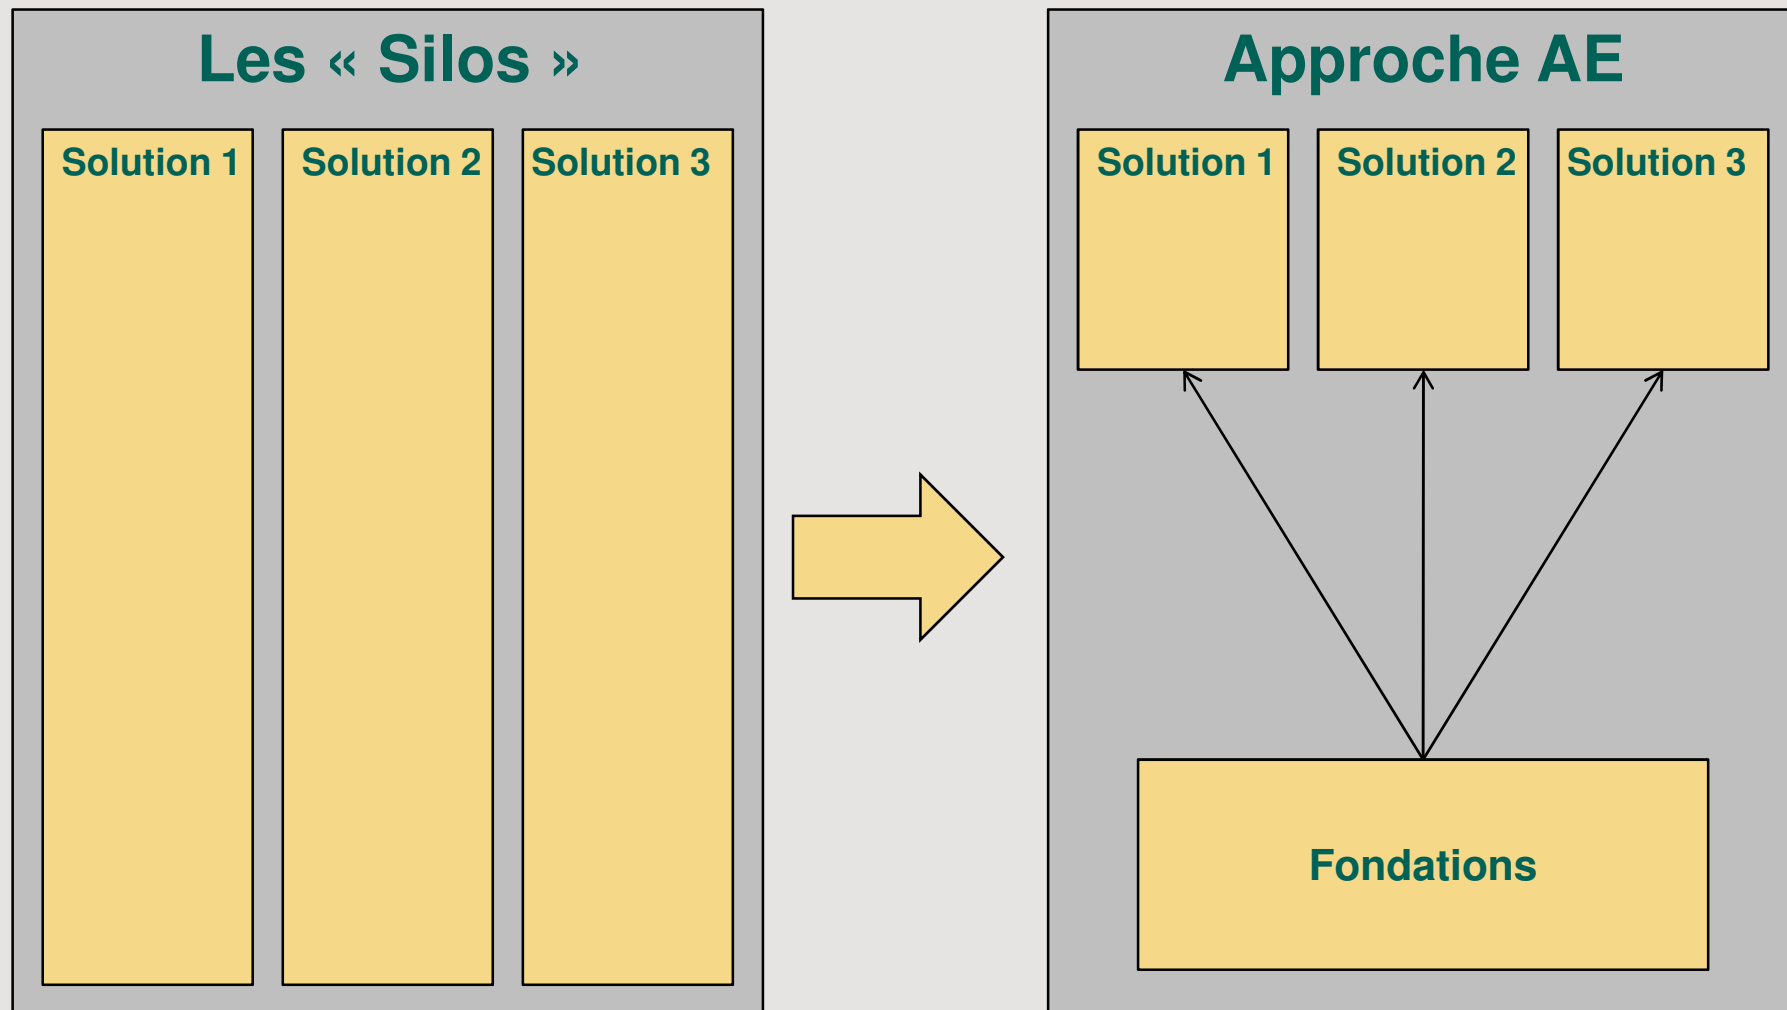 Les « Silos »
Solution 1
Solution 2
Solution 3
Approche AE
Solution 1
Solution 2
Solution 3
Fondations